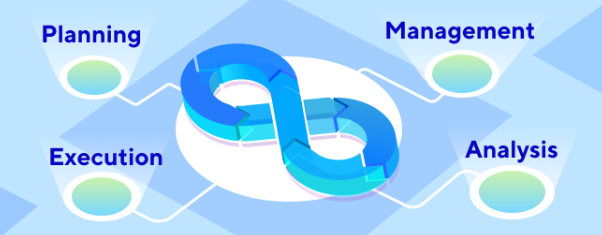 Planning
Management
Execution
Analysis